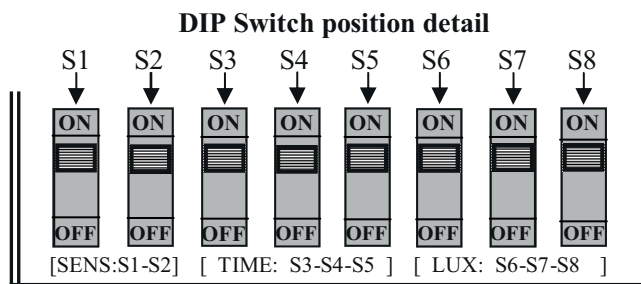 DIP Switch position detail
S1 S2 S3 S4 S5 S6 S7 S8
ON ON ON ON ON ON ON ON
OFF OFF OFF OFF OFF OFF OFF OFF
[SENS:S1-S2] [ TIME: S3-S4-S5 ] [ LUX: S6-S7-S8 ]